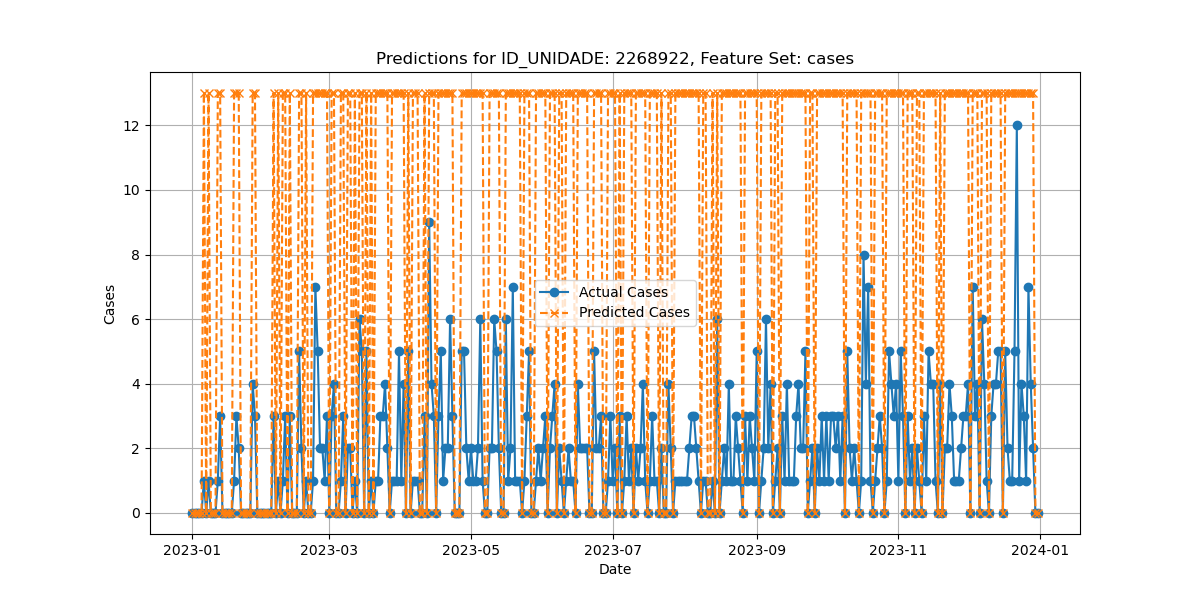 Predictions for ID_UNIDADE: 2268922, Feature Set: cases
Cases
12
10
8
6
4
2
0
Actual Cases
Predicted Cases
2023-01 2023-03 2023-05 2023-07 2023-09 2023-11 2024-01
Date